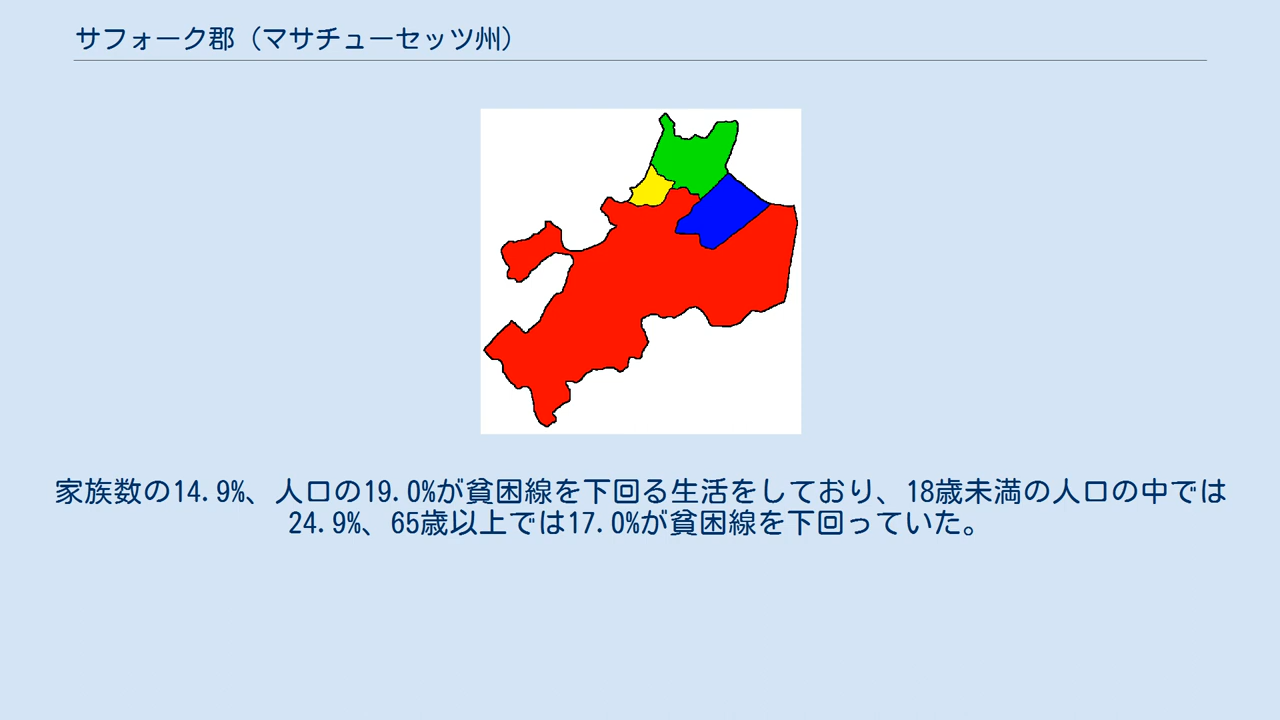 サフォーク郡（マサチューセッツ州）
家族数の14.9%、人口の19.0%が貧困線を下回る生活をしており、18歳未満の人口の中では
24.9%、65歳以上では17.0%が貧困線を下回っていた。